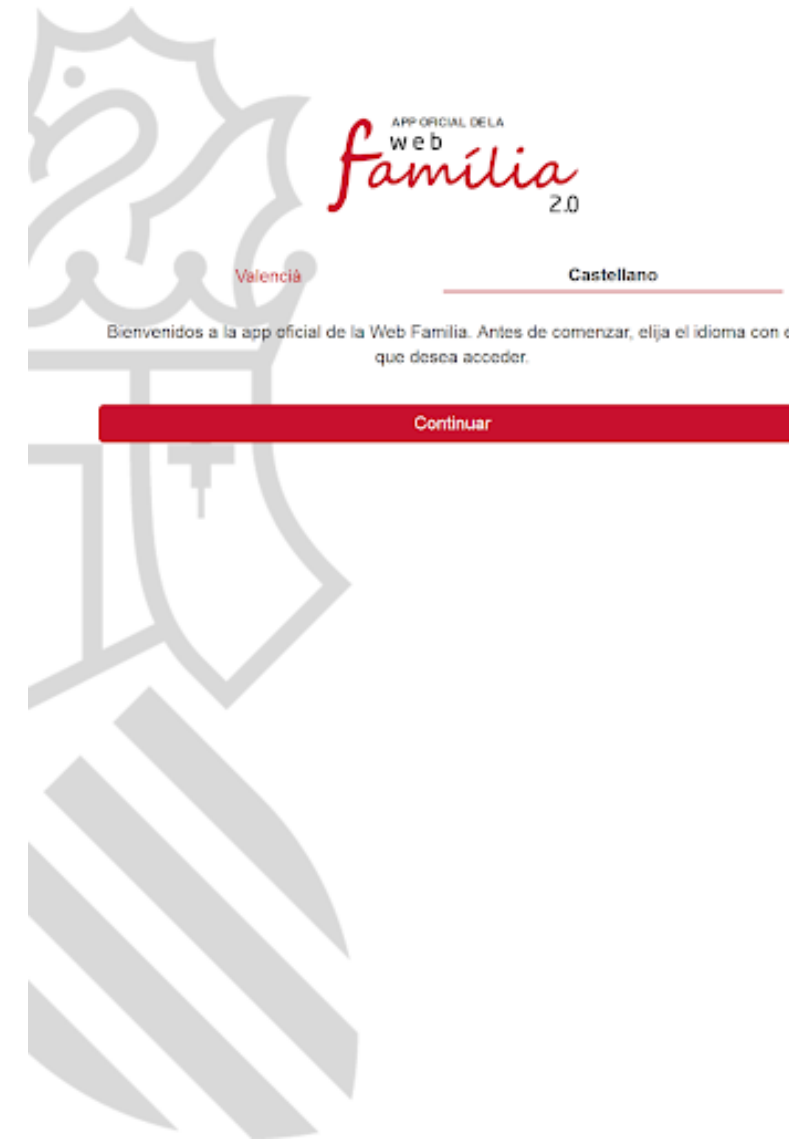 APP OFICIAL DE LA
web
família
2.0
Valencià
Castellano
Bienvenidos a la app oficial de la Web Familia. Antes de comenzar, elija el idioma con e
que desea acceder.
Continuar